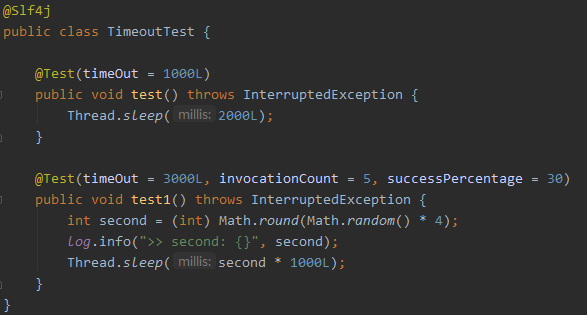 @Slf4j
public class TimeoutTest {
@Test(timeOut = 1000L)
public void test() throws InterruptedException {
Thread.sleep( millis: 2000L);
}
@Test(timeOut = 3000L, invocationCount = 5, successPercentage = 30)
public void test1() throws InterruptedException {
int second = (int) Math.round(Math.random() * 4);
log.info(">> second: {}", second);
Thread.sleep( millis: second * 1000L);
}
}